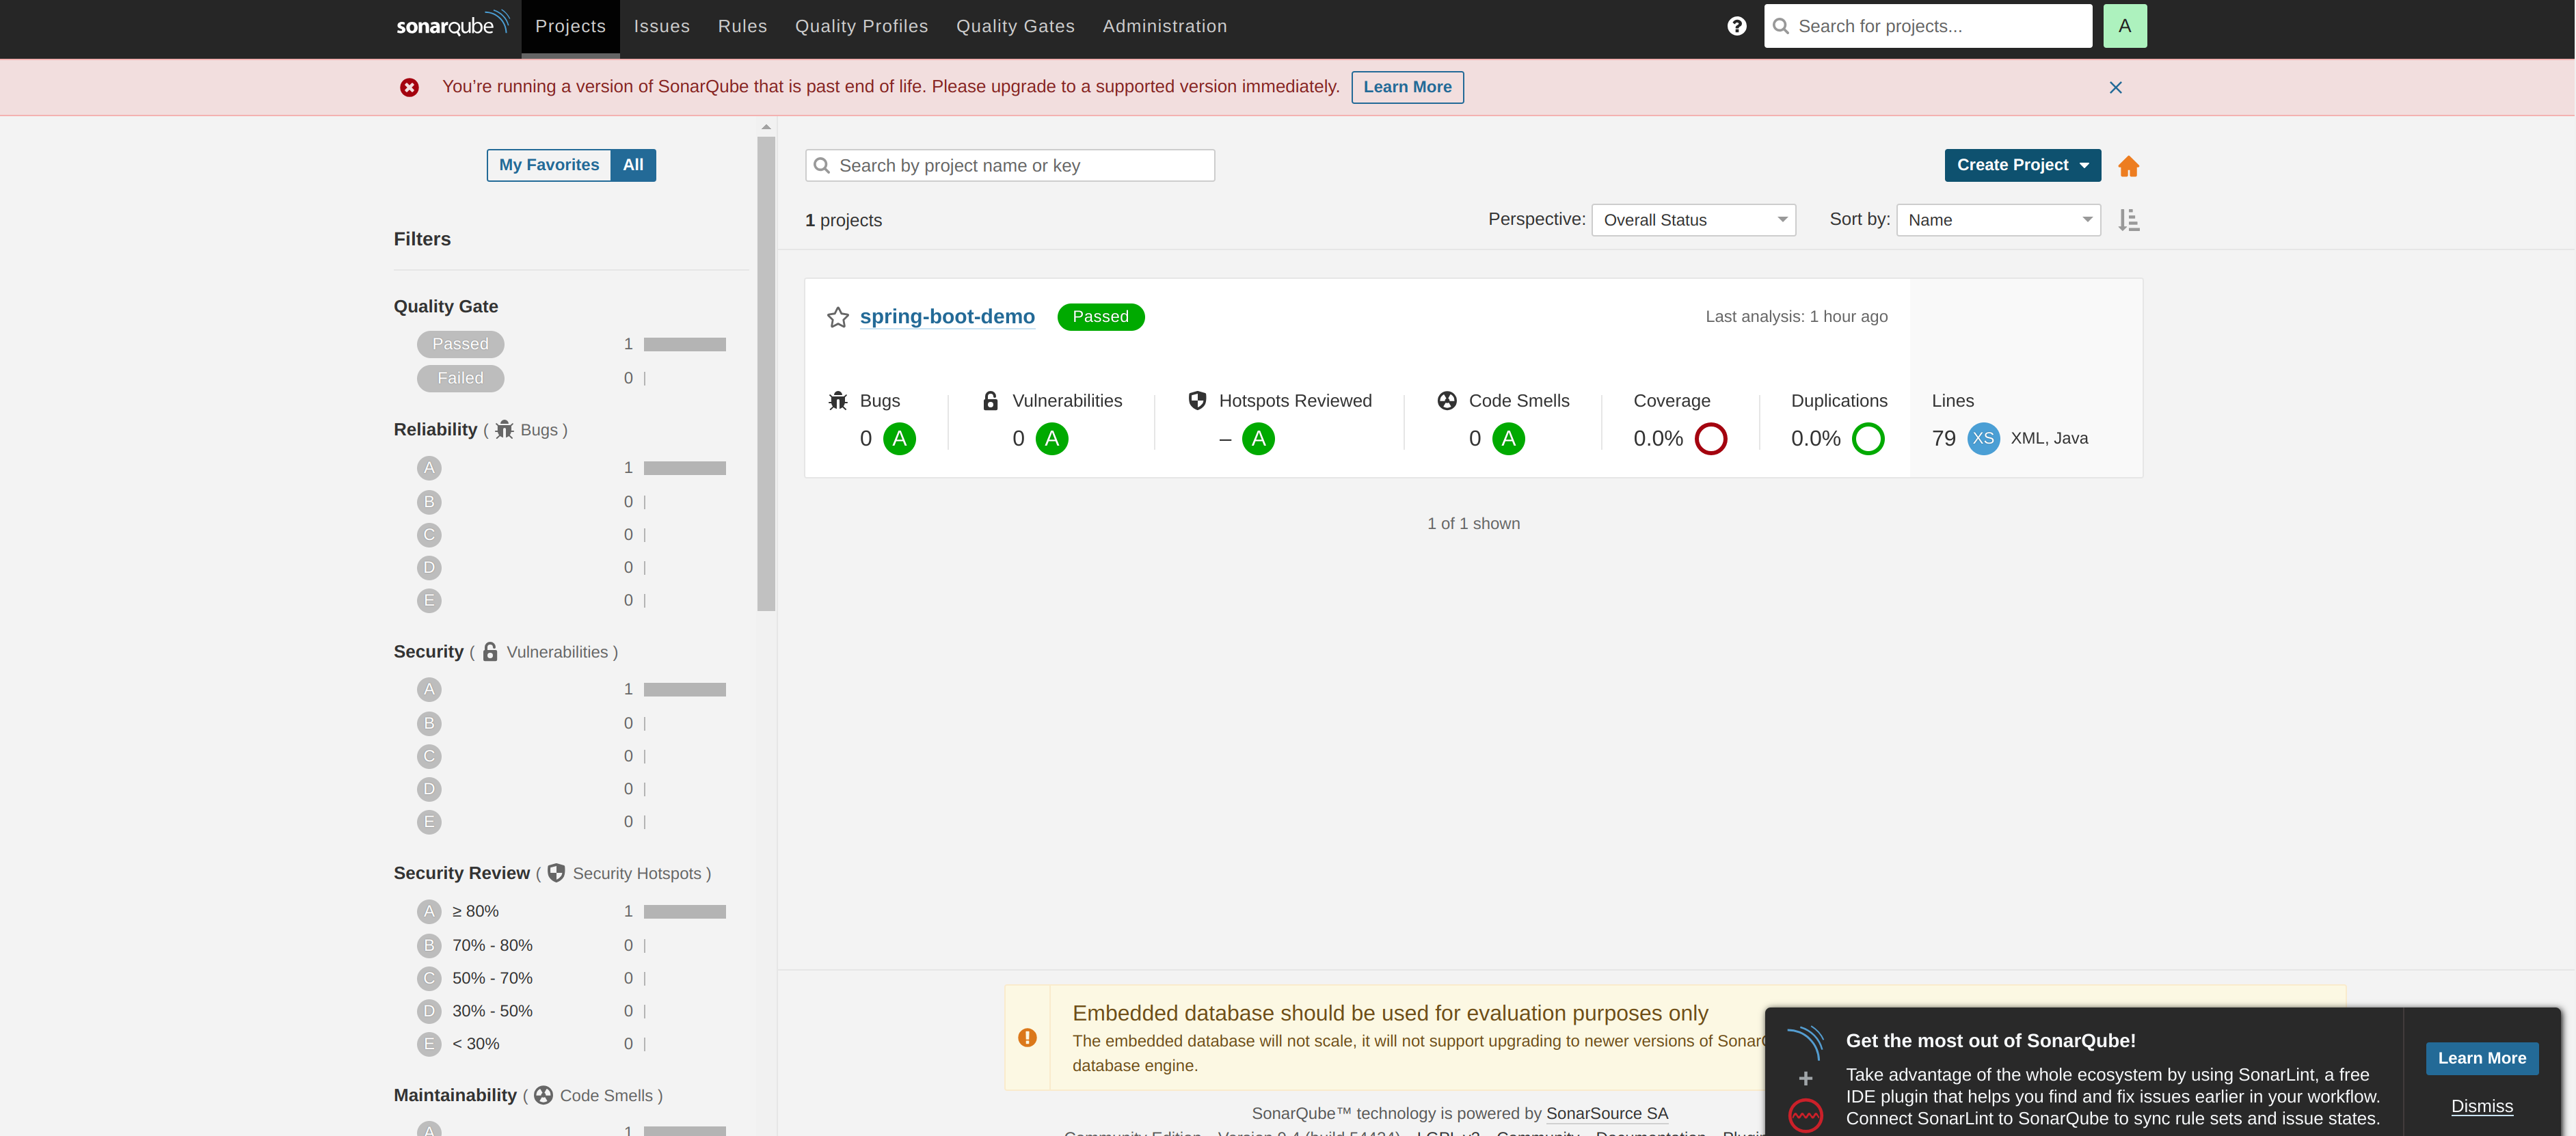 sonarqube Projects Issues Rules Quality Profiles Quality Gates Administration Search for projects... A
You're running a version of SonarQube that is past end of life. Please upgrade to a supported version immediately. Learn More
My Favorites All
Filters
Quality Gate
Passed 1
Failed 0
Reliability ( Bugs )
A 1
B 0
C 0
D 0
E 0
Security ( Vulnerabilities )
A 1
B 0
C 0
D 0
E 0
Security Review ( Security Hotspots )
A ≥ 80% 1
B 70% - 80% 0
C 50% - 70% 0
D 30% - 50% 0
E < 30% 0
Maintainability ( Code Smells )
A 1
Search by project name or key Create Project
1 projects Perspective: Overall Status Sort by: Name
spring-boot-demo Passed Last analysis: 1 hour ago
Bugs Vulnerabilities Hotspots Reviewed Code Smells Coverage Duplications Lines
0 A 0 A – A 0 A 0.0% 0.0% 79 XS XML, Java
1 of 1 shown
Embedded database should be used for evaluation purposes only
The embedded database will not scale, it will not support upgrading to newer versions of Sonar
database engine.
SonarQube™ technology is powered by SonarSource SA
Get the most out of SonarQube!
Take advantage of the whole ecosystem by using SonarLint, a free
IDE plugin that helps you find and fix issues earlier in your workflow.
Connect SonarLint to SonarQube to sync rule sets and issue states.
Learn More
Dismiss